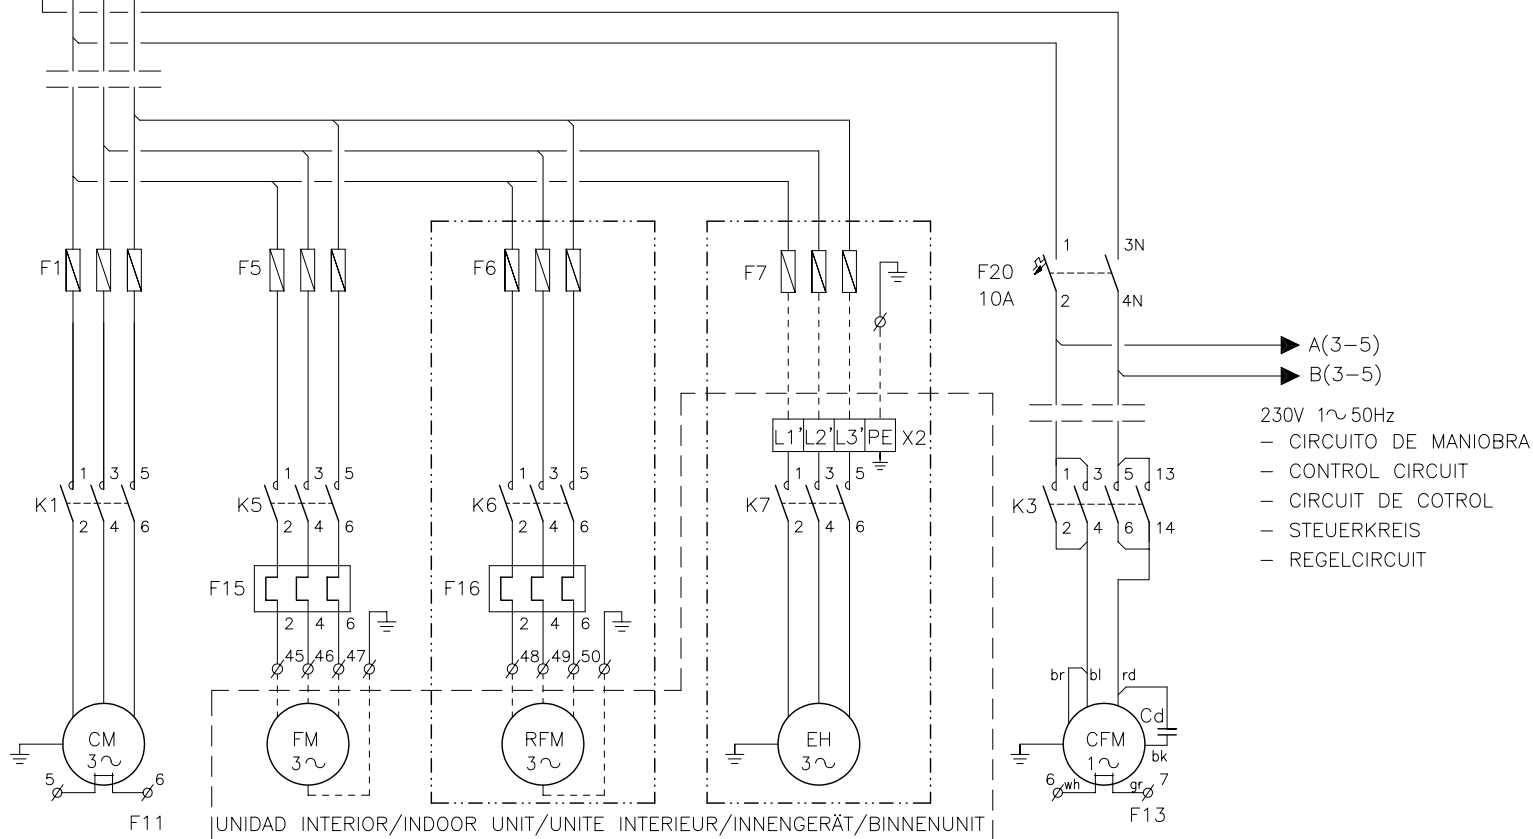 F1
F5
F6
F7
F20
10A
1
3N
2
4N
A(3-5)
B(3-5)
230V 1~ 50Hz
- CIRCUITO DE MANIOBRA
- CONTROL CIRCUIT
- CIRCUIT DE COTROL
- STEUERKREIS
- REGELCIRCUIT
L1' L2' L3' PE X2
K1
1 3 5
2 4 6
K5
1 3 5
2 4 6
K6
1 3 5
2 4 6
K7
1 3 5
2 4 6
K3
1 3 5 13
2 4 6 14
F15
2 4 6
45 46 47
F16
2 4 6
48 49 50
br bl rd
Cd
bk
CM
3~
5 6
F11
FM
3~
RFM
3~
EH
3~
CFM
1~
6 wh gr 7
F13
UNIDAD INTERIOR/INDOOR UNIT/UNITE INTERIEUR/INNENGERÄT/BINNENUNIT